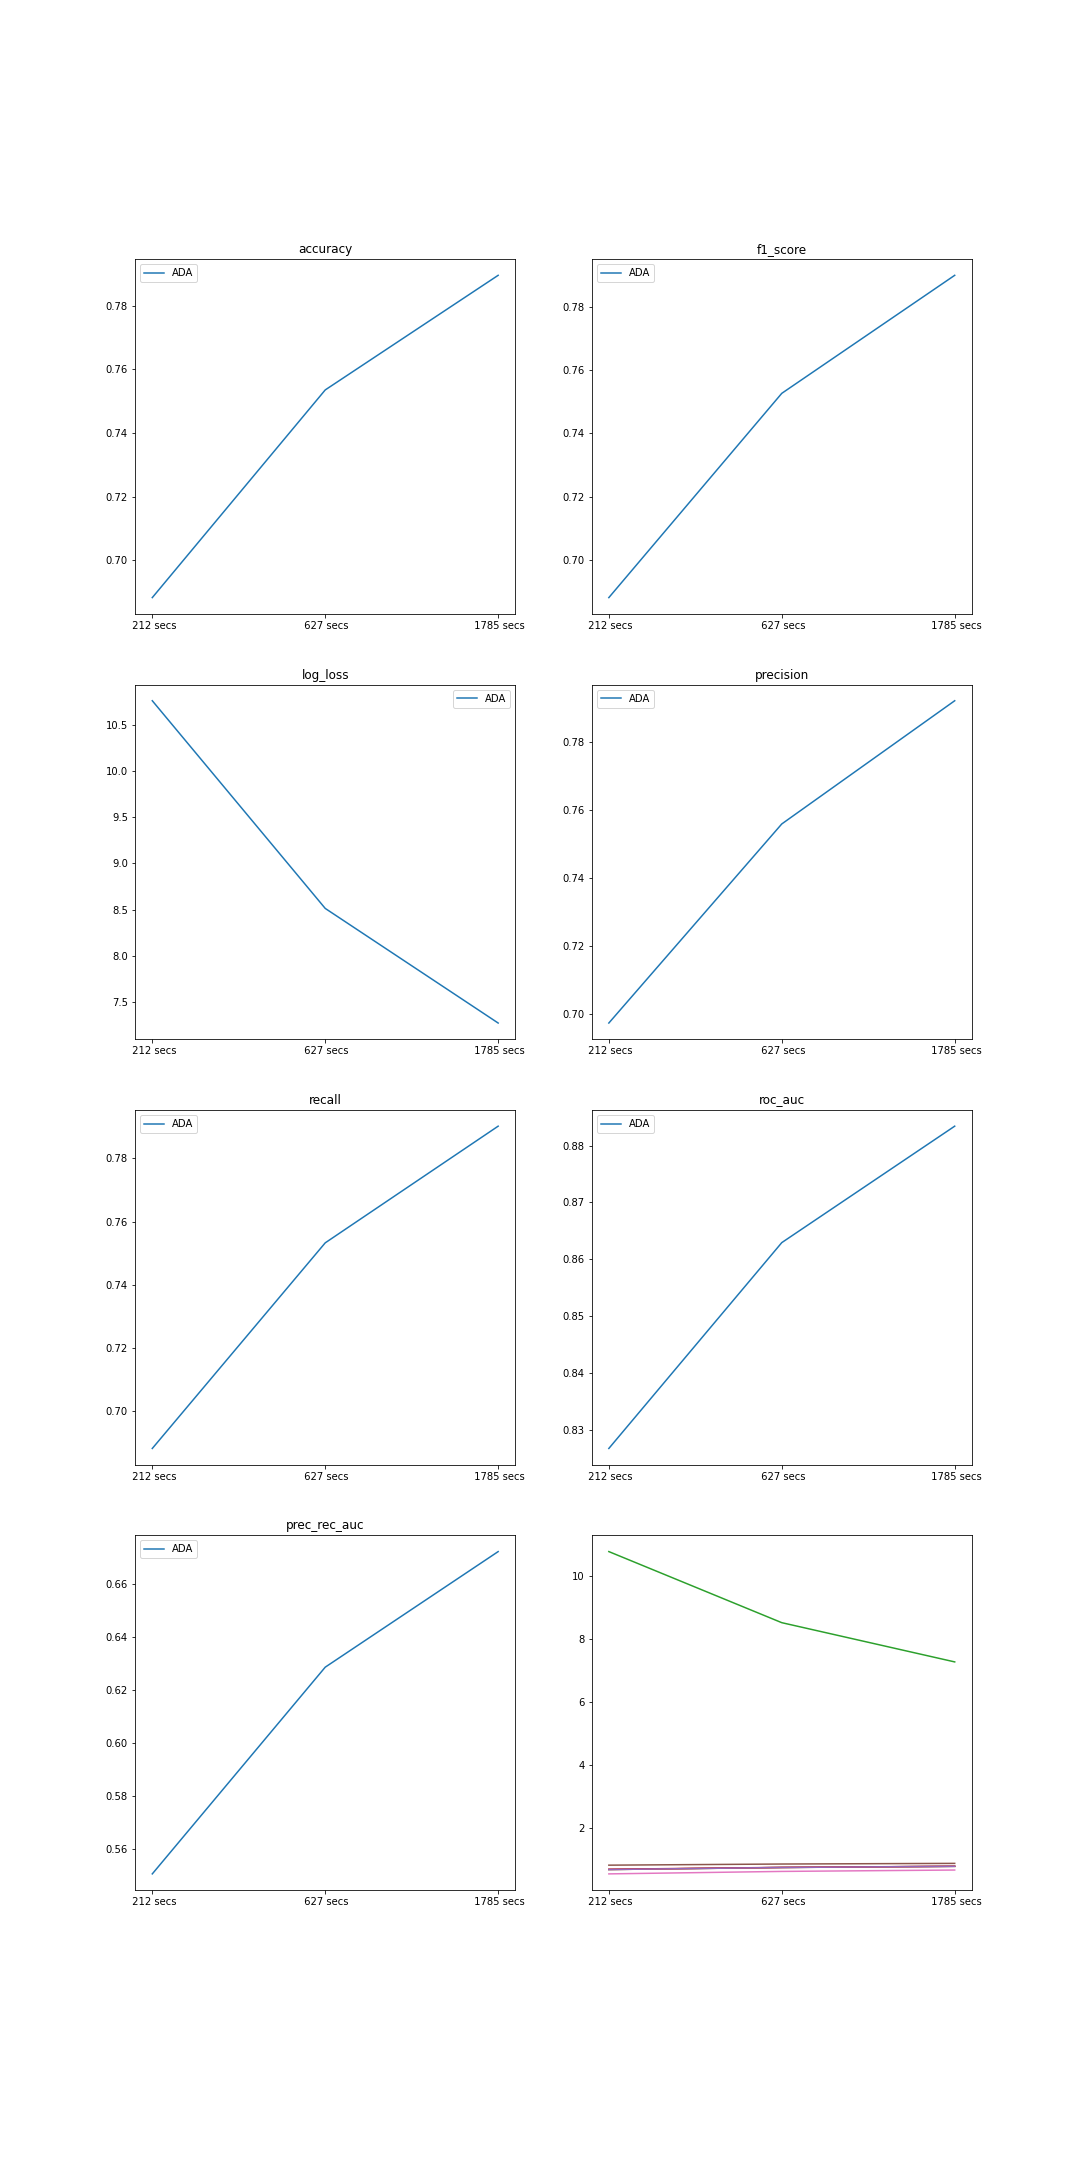 accuracy
ADA
0.78
0.76
0.74
0.72
0.70
212 secs 627 secs 1785 secs
f1_score
ADA
0.78
0.76
0.74
0.72
0.70
212 secs 627 secs 1785 secs
log_loss
ADA
10.5
10.0
9.5
9.0
8.5
8.0
7.5
212 secs 627 secs 1785 secs
precision
ADA
0.78
0.76
0.74
0.72
0.70
212 secs 627 secs 1785 secs
recall
ADA
0.78
0.76
0.74
0.72
0.70
212 secs 627 secs 1785 secs
roc_auc
ADA
0.88
0.87
0.86
0.85
0.84
0.83
212 secs 627 secs 1785 secs
prec_rec_auc
ADA
0.66
0.64
0.62
0.60
0.58
0.56
212 secs 627 secs 1785 secs
10
8
6
4
2
212 secs 627 secs 1785 secs